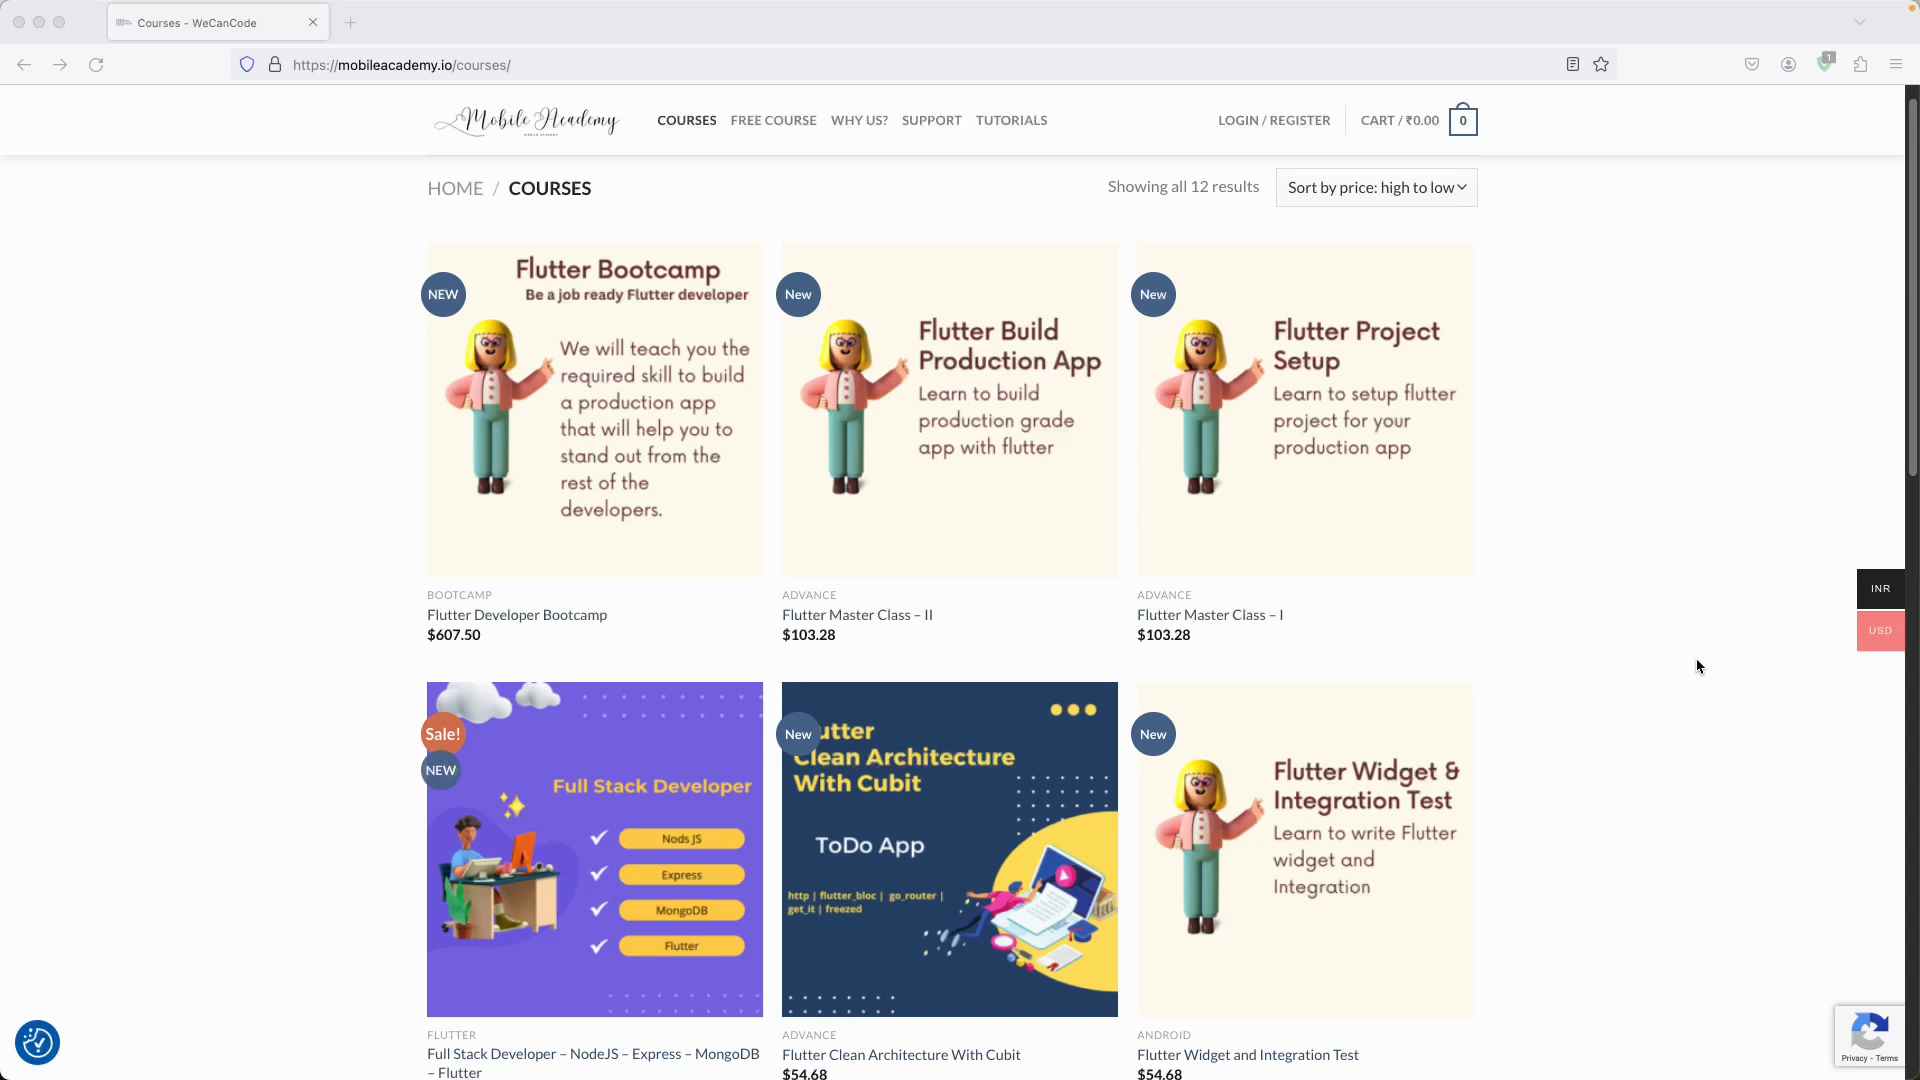 Courses - WeCanCode
https://mobileacademy.io/courses/
1
Mobile Academy
MOBILE ACADEMY
COURSES
FREE COURSE
WHY US?
SUPPORT
TUTORIALS
LOGIN / REGISTER
CART / ₹0.00
0
HOME / COURSES
Showing all 12 results
Sort by price: high to low
NEW
Flutter Bootcamp
Be a job ready Flutter developer
We will teach you the
required skill to build
a production app
that will help you to
stand out from the
rest of the
developers.
BOOTCAMP
Flutter Developer Bootcamp
$607.50
New
Flutter Build
Production App
Learn to build
production grade
app with flutter
ADVANCE
Flutter Master Class – II
$103.28
New
Flutter Project
Setup
Learn to setup flutter
project for your
production app
ADVANCE
Flutter Master Class – I
$103.28
INR
USD
Sale!
NEW
Full Stack Developer
Nods JS
Express
MongoDB
Flutter
FLUTTER
Full Stack Developer – NodeJS – Express – MongoDB
– Flutter
New
utter
Clean Architecture
With Cubit
ToDo App
http | flutter_bloc | go_router |
get_it | freezed
ADVANCE
Flutter Clean Architecture With Cubit
$54.68
New
Flutter Widget &
Integration Test
Learn to write Flutter
widget and
Integration
ANDROID
Flutter Widget and Integration Test
$54.68
Privacy - Terms